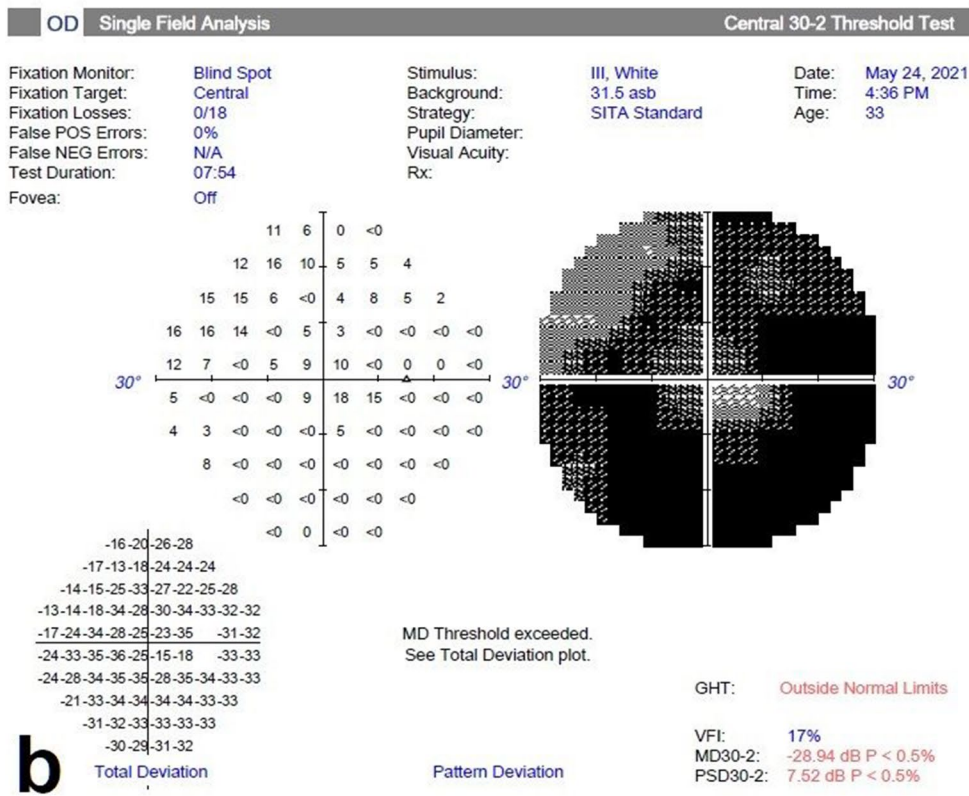 OD Single Field Analysis Central 30-2 Threshold Test
Fixation Monitor: Blind Spot Stimulus: III, White Date: May 24, 2021
Fixation Target: Central Background: 31.5 asb Time: 4:36 PM
Fixation Losses: 0/18 Strategy: SITA Standard Age: 33
False POS Errors: 0% Pupil Diameter:
False NEG Errors: N/A Visual Acuity:
Test Duration: 07:54 Rx:
Fovea: Off
11 6 0 <0
12 16 10 5 5 4
15 15 6 <0 4 8 5 2
16 16 14 <0 5 3 <0 <0 <0 <0
12 7 <0 5 9 10 <0 0 0 <0
30° 30° 30°
5 <0 <0 <0 9 18 15 <0 <0 <0
4 3 <0 <0 <0 5 <0 <0 <0 <0
8 <0 <0 <0 <0 <0 <0 <0
<0 <0 <0 <0 <0 <0
<0 0 <0 <0
-16 -20 -26 -28
-17 -13 -18 -24 -24 -24
-14 -15 -25 -33 -27 -22 -25 -28
-13 -14 -18 -34 -28 -30 -34 -33 -32 -32
-17 -24 -34 -28 -25 -23 -35 -31 -32
-24 -33 -35 -36 -25 -15 -18 -33 -33
-24 -28 -34 -35 -35 -28 -35 -34 -33 -33
-21 -33 -34 -34 -34 -34 -33 -33
-31 -32 -33 -33 -33 -33
-30 -29 -31 -32
MD Threshold exceeded.
See Total Deviation plot.
GHT: Outside Normal Limits
VFI: 17%
MD30-2: -28.94 dB P < 0.5%
PSD30-2: 7.52 dB P < 0.5%
b Total Deviation Pattern Deviation